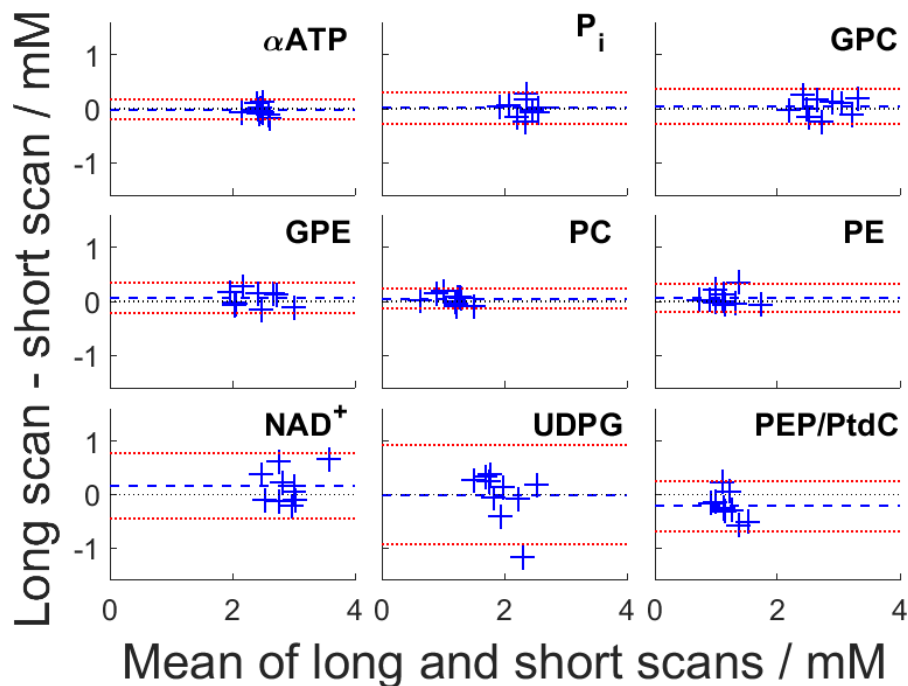 Long scan - short scan / mM
αATP
Pi
GPC
1
0
-1
GPE
PC
PE
1
0
-1
NAD+
UDPG
PEP/PtdC
1
0
-1
0 2 4 0 2 4 0 2 4
Mean of long and short scans / mM